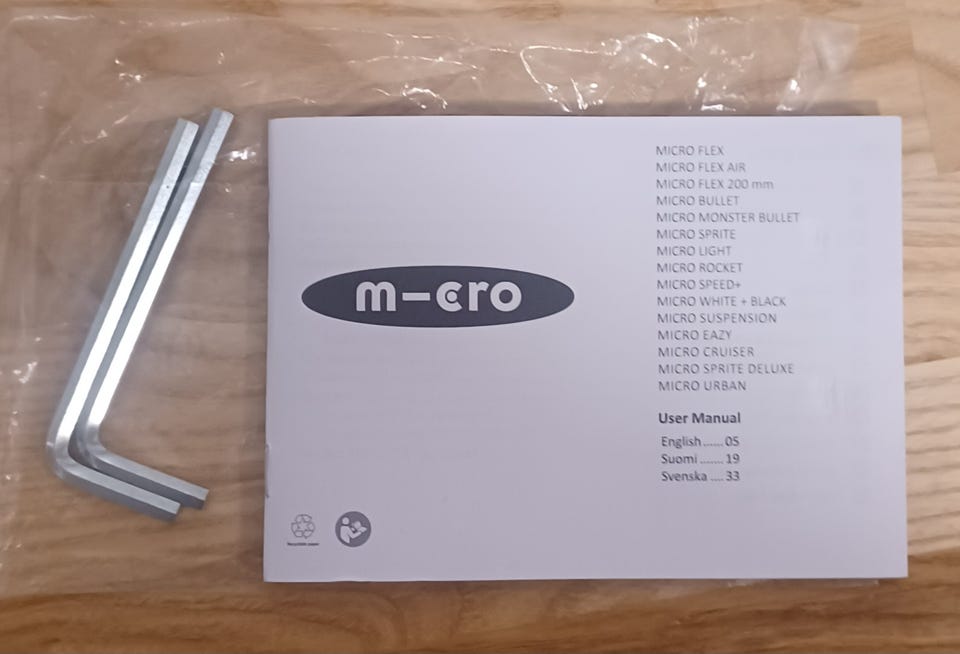 m-cro
MICRO FLEX
MICRO FLEX AIR
MICRO FLEX 200 mm
MICRO BULLET
MICRO MONSTER BULLET
MICRO SPRITE
MICRO LIGHT
MICRO ROCKET
MICRO SPEED+
MICRO WHITE + BLACK
MICRO SUSPENSION
MICRO EAZY
MICRO CRUISER
MICRO SPRITE DELUXE
MICRO URBAN
User Manual
English ...... 05
Suomi ....... 19
Svenska .... 33
Recyclable paper